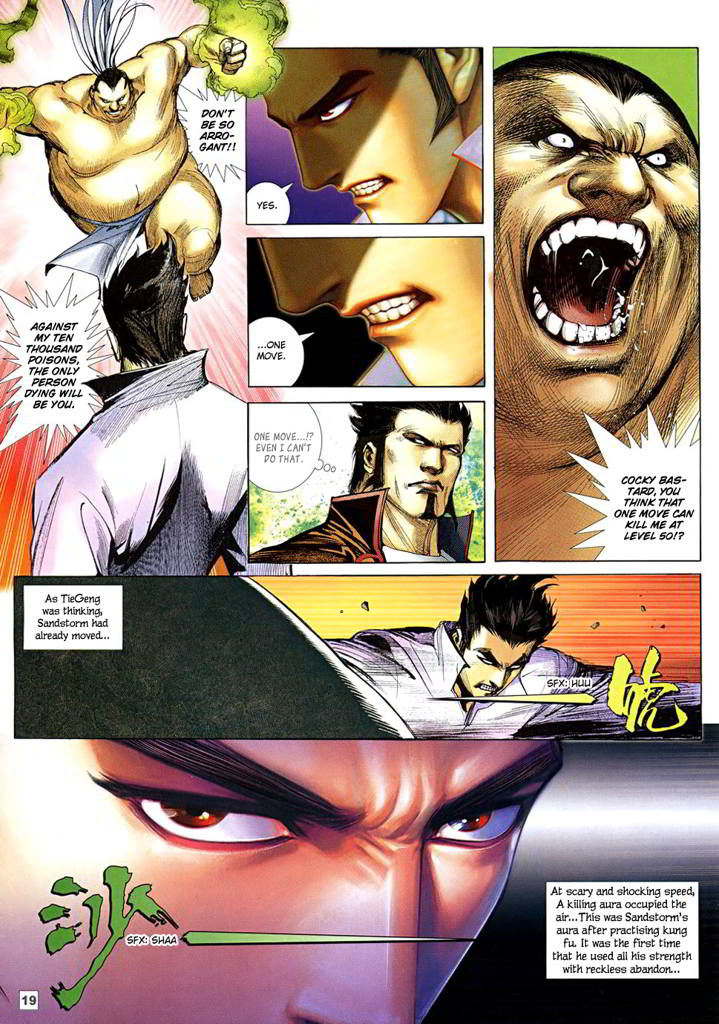 DON'T
BE SO
ARRO-
GANT!!
AGAINST
MY TEN
THOUSAND
POISONS,
THE ONLY
PERSON
DYING WILL
BE YOU.
YES.
...ONE
MOVE.
ONE MOVE...!?
EVEN I CAN'T
DO THAT.
COCKY BAS-
TARD, YOU
THINK THAT
ONE MOVE CAN
KILL ME AT
LEVEL 50!?
As TieGeng
was thinking,
Sandstorm had
already moved...
SFX: HUU
號
沙
SFX: SHAA
At scary and shocking speed,
A killing aura occupied the
air...This was Sandstorm's
aura after practising kung
fu. It was the first time
that he used all his strength
with reckless abandon...
19